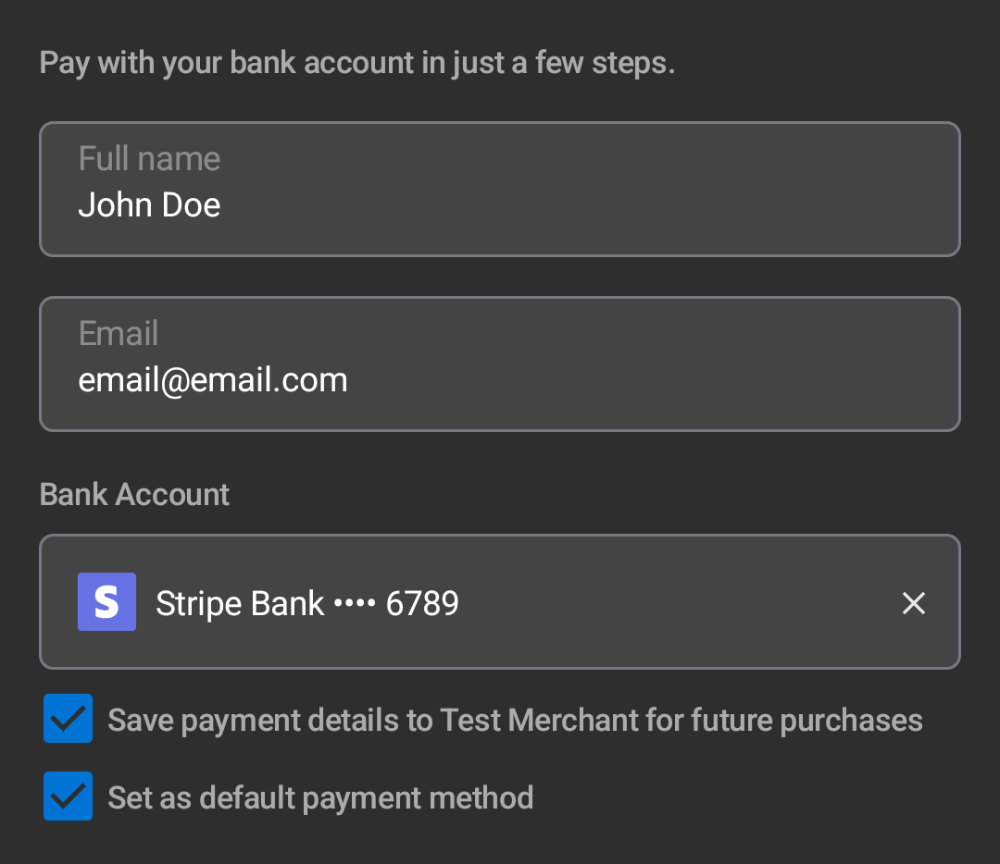 Pay with your bank account in just a few steps.
Full name
John Doe
Email
email@email.com
Bank Account
S Stripe Bank •••• 6789
Save payment details to Test Merchant for future purchases
Set as default payment method